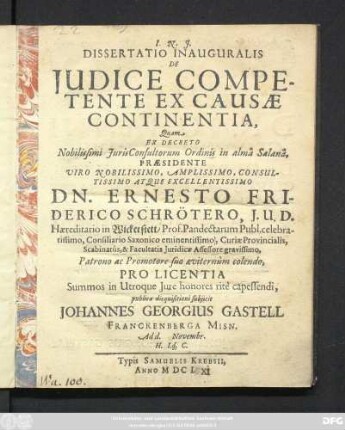 I. N. J.
DISSERTATIO INAUGURALIS
DE
JUDICE COMPE-
TENTE EX CAUSÆ
CONTINENTIA,
Quam
EX DECRETO
Nobilissimi JurisConsultorum Ordinis in almâ Salanâ,
PRÆSIDENTE
VIRO NOBILISSIMO, AMPLISSIMO, CONSUL-
TISSIMO ATQUE EXCELLENTISSIMO
DN. ERNESTO FRI-
DERICO SCHRÖTERO, J.U.D.
Hæreditario in Wickerstett / Prof. Pandectarum Publ. celebra-
tissimo, Consiliario Saxonico eminentissimo, Curiæ Provincialis,
Scabinatûs, & Facultatis Juridicæ Assessore gravissimo,
Patrono ac Promotore suo æviternùm colendo,
PRO LICENTIA
Summos in Utroque Jure honores ritè capessendi,
publicæ disquisitioni subjicit
JOHANNES GEORGIUS GASTELL
FRANCKENBERGA MISN.
Ad d. Novembr.
H. L. C.
TYPIS SAMUELIS KREBSII,
ANNO MDC LXI
W a. 100.